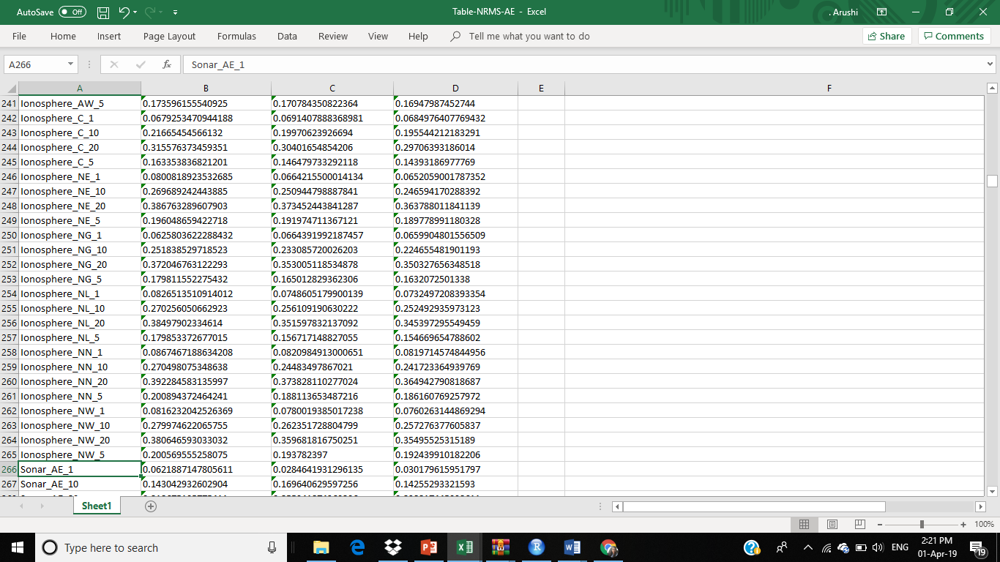 AutoSave Off Table-NRMS-AE - Excel . Arushi
File Home Insert Page Layout Formulas Data Review View Help Tell me what you want to do Share Comments
A266 fx Sonar_AE_1
A B C D E F
241 Ionosphere_AW_5 0.173596155540925 0.170784350822364 0.16947987452744
242 Ionosphere_C_1 0.0679253470944188 0.0691407888368981 0.0684976407769432
243 Ionosphere_C_10 0.21665454566132 0.19970623926694 0.195544212183291
244 Ionosphere_C_20 0.315576373459351 0.30401654854206 0.29706393186014
245 Ionosphere_C_5 0.163353836821201 0.146479733292118 0.14393186977769
246 Ionosphere_NE_1 0.0800818923532685 0.0664215500014134 0.0652059001787352
247 Ionosphere_NE_10 0.269689242443885 0.250944798887841 0.246594170288392
248 Ionosphere_NE_20 0.386763289607903 0.373452443841287 0.363788011841139
249 Ionosphere_NE_5 0.196048659422718 0.191974711367121 0.189778991180328
250 Ionosphere_NG_1 0.0625803622288432 0.0664391992187457 0.0659904801556509
251 Ionosphere_NG_10 0.251838529718523 0.233085720026203 0.224655481901193
252 Ionosphere_NG_20 0.372046763122293 0.353005118534878 0.350327656348518
253 Ionosphere_NG_5 0.179811552275432 0.165012829362306 0.1632072501338
254 Ionosphere_NL_1 0.0826513510914012 0.0748605179900139 0.0732497208393354
255 Ionosphere_NL_10 0.270256050662923 0.256109190630222 0.252492935973123
256 Ionosphere_NL_20 0.38497902334614 0.351597832137092 0.345397295549459
257 Ionosphere_NL_5 0.179853372677015 0.156717148827055 0.154669654788602
258 Ionosphere_NN_1 0.0867467188634208 0.0820984913000651 0.0819714574844956
259 Ionosphere_NN_10 0.270498075348638 0.24483497867021 0.241723364939769
260 Ionosphere_NN_20 0.392284583135997 0.373828110277024 0.364942790818687
261 Ionosphere_NN_5 0.200894372464241 0.188113653487216 0.186160769257972
262 Ionosphere_NW_1 0.0816232042526369 0.0780019385017238 0.0760263144869294
263 Ionosphere_NW_10 0.279974622065755 0.262351728804799 0.257276377605837
264 Ionosphere_NW_20 0.380646593033032 0.359681816750251 0.35495525315189
265 Ionosphere_NW_5 0.200569555258075 0.193782397 0.192439910182206
266 Sonar_AE_1 0.0621887147805611 0.0284641931296135 0.030179615951797
267 Sonar_AE_10 0.143042932602904 0.169640629597256 0.14255293321593
Sheet1
100%
Type here to search ENG 2:21 PM
01-Apr-19 19